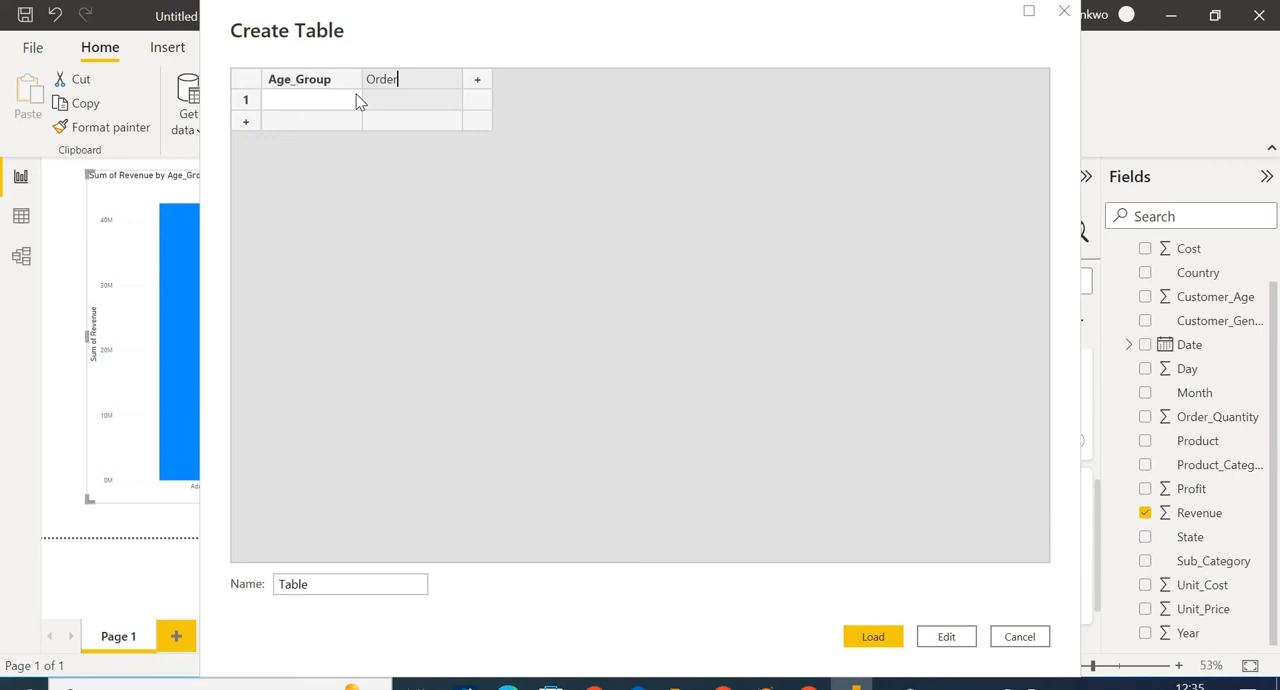 Untitled
nkwo
File
Home
Insert
Paste
Cut
Copy
Format painter
Clipboard
Get
data
Create Table
Age_Group
Order
+
1
+
Name:
Table
Load
Edit
Cancel
Sum of Revenue by Age_Gro
40M
30M
20M
10M
0M
Sum of Revenue
Page 1
+
Page 1 of 1
Fields
Search
Cost
Country
Customer_Age
Customer_Gen...
Date
Day
Month
Order_Quantity
Product
Product_Categ...
Profit
Revenue
State
Sub_Category
Unit_Cost
Unit_Price
Year
+ 53%
12:35